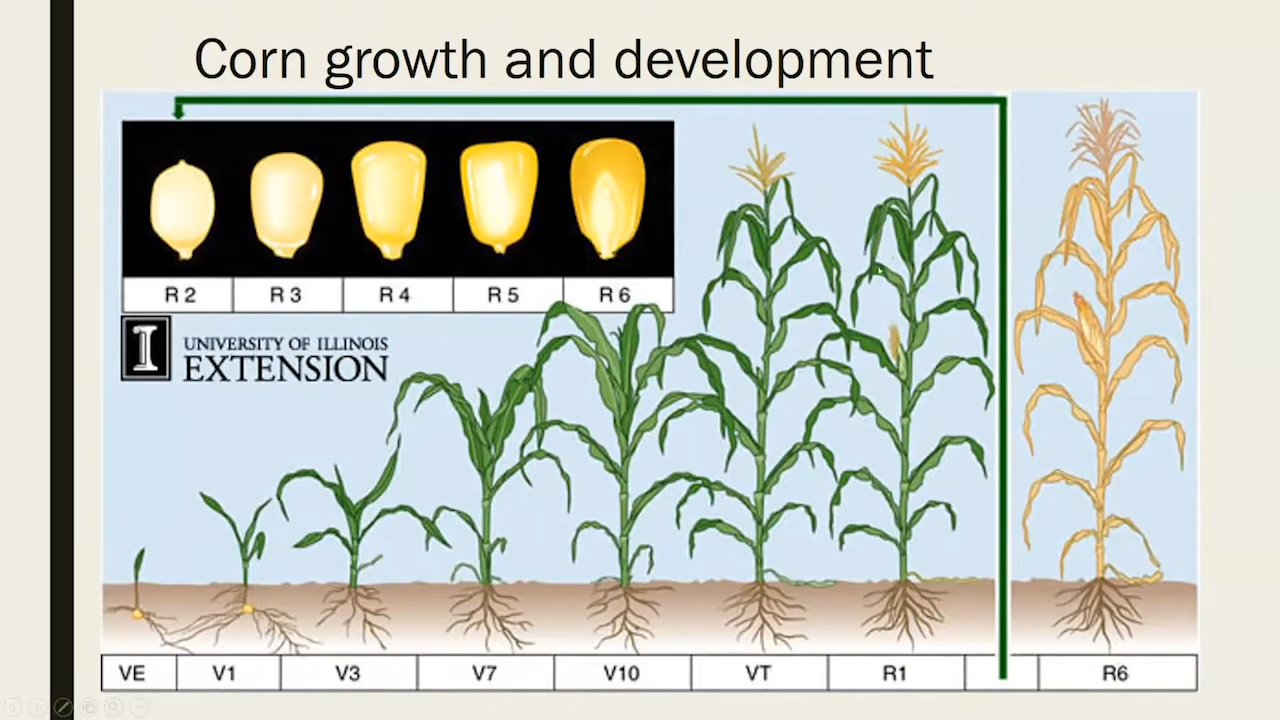 Corn growth and development
R 2 R 3 R 4 R 5 R 6
I
UNIVERSITY OF ILLINOIS
EXTENSION
VE V1 V3 V7 V10 VT R1 R6